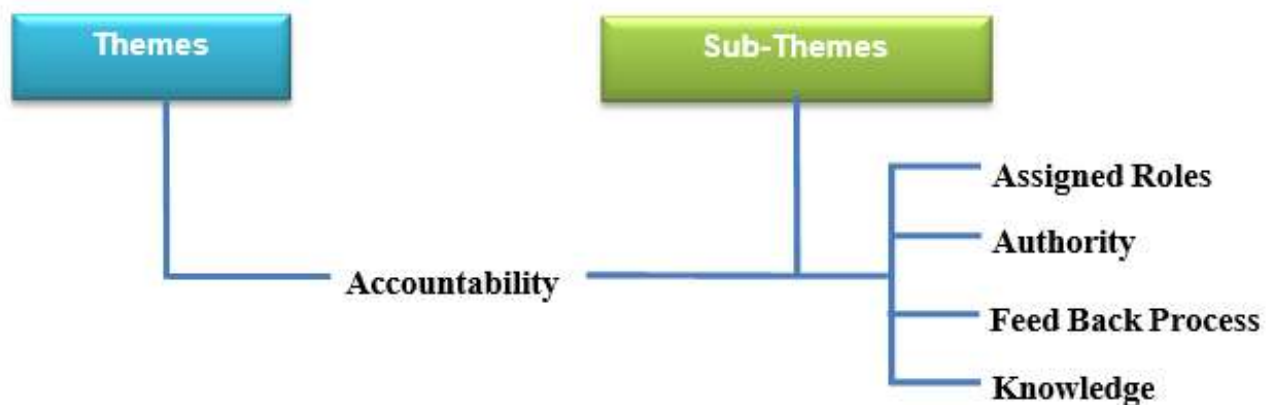 Themes
Sub-Themes
Assigned Roles
Authority
Accountability
Feed Back Process
Knowledge